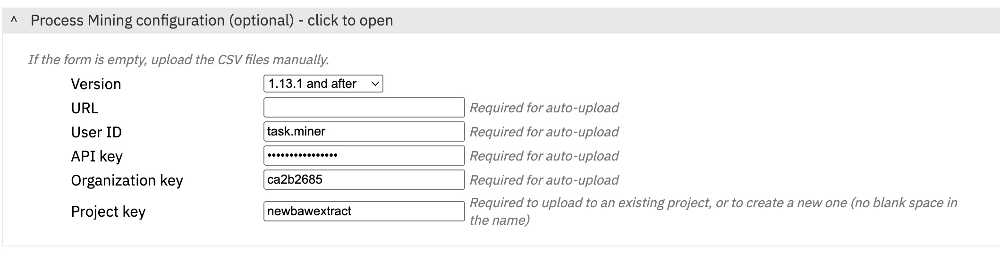 ^ Process Mining configuration (optional) - click to open
If the form is empty, upload the CSV files manually.
Version 1.13.1 and after
URL Required for auto-upload
User ID task.miner Required for auto-upload
API key •••••••••••••••• Required for auto-upload
Organization key ca2b2685 Required for auto-upload
Project key newbawextract Required to upload to an existing project, or to create a new one (no blank space in
the name)